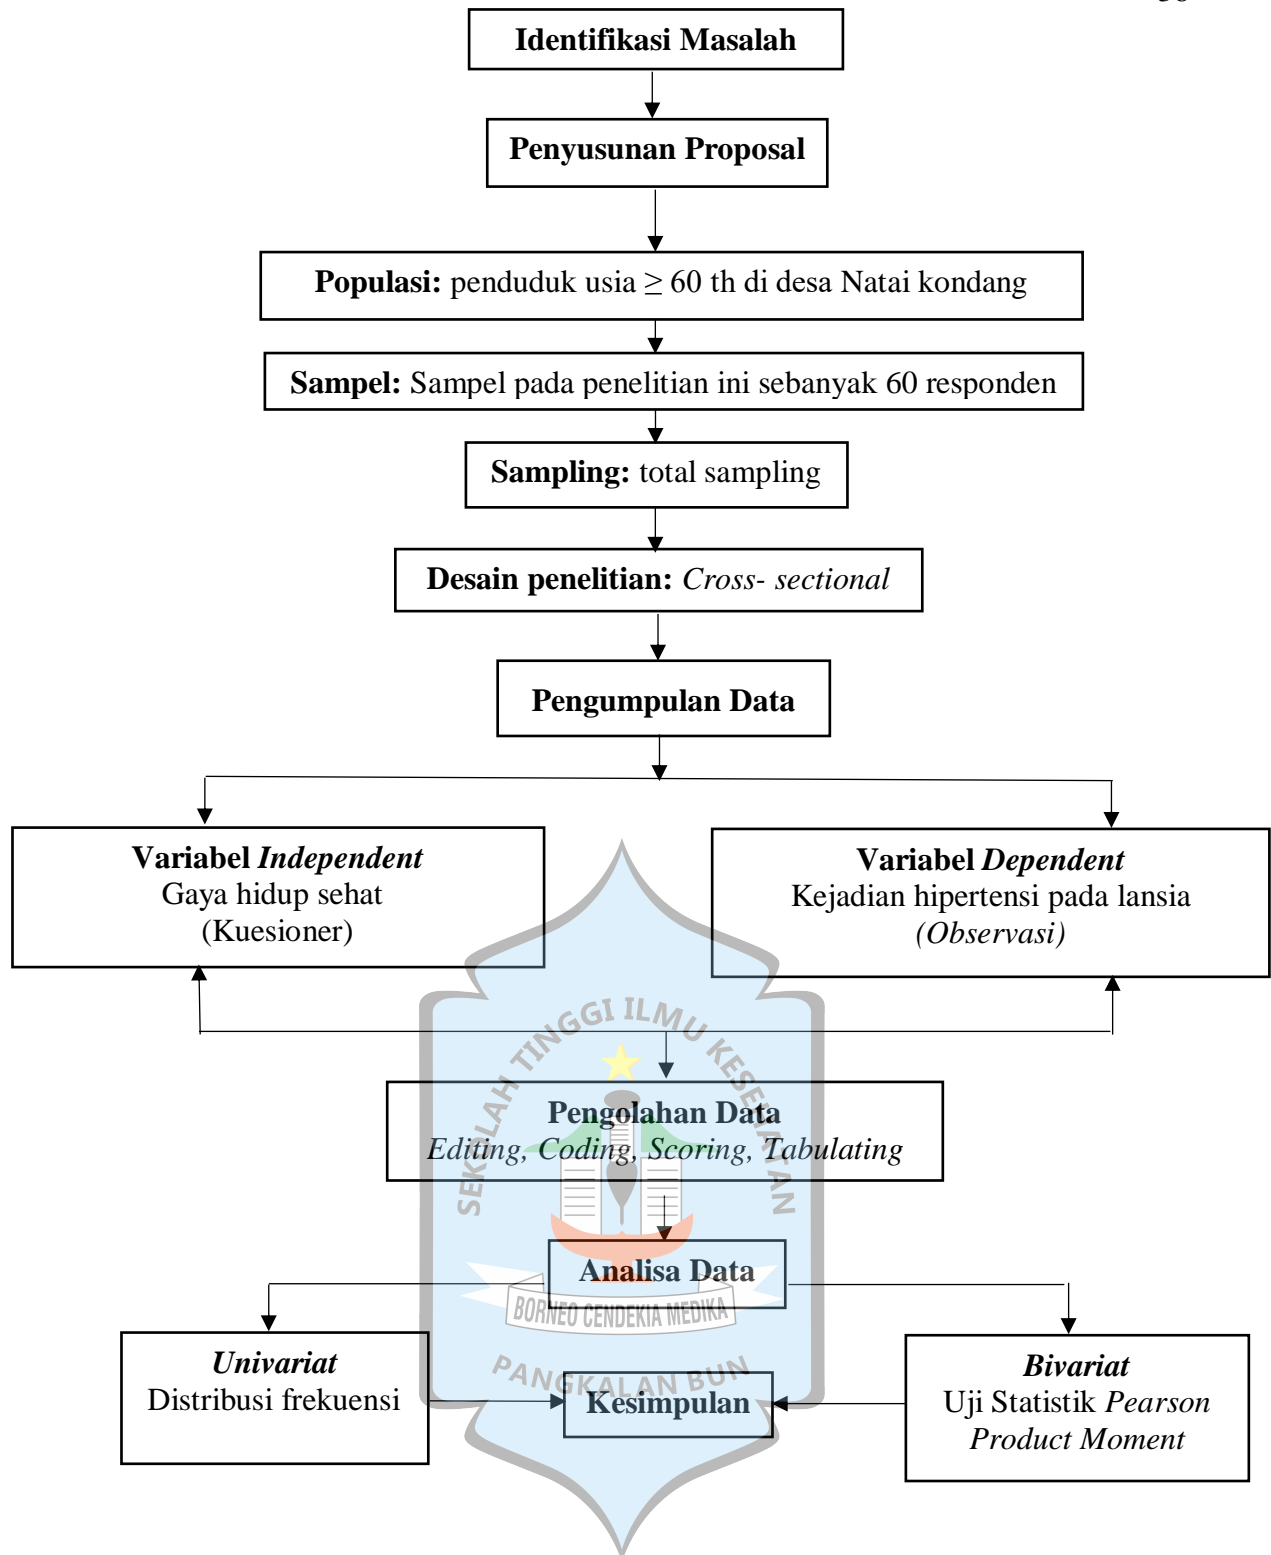 Identifikasi Masalah
Penyusunan Proposal
Populasi: penduduk usia ≥ 60 th di desa Natai kondang
Sampel: Sampel pada penelitian ini sebanyak 60 responden
Sampling: total sampling
Desain penelitian: Cross- sectional
Pengumpulan Data
Variabel Independent
Gaya hidup sehat
(Kuesioner)
Variabel Dependent
Kejadian hipertensi pada lansia
(Observasi)
SEKOLAH TINGGI ILMU KESEHATAN
Pengolahan Data
Editing, Coding, Scoring, Tabulating
Analisa Data
BORNEO CENDEKIA MEDIKA
PANGKALAN BUN
Univariat
Distribusi frekuensi
Kesimpulan
Bivariat
Uji Statistik Pearson
Product Moment